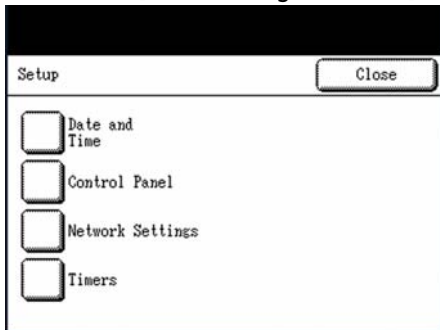 Setup
Close
Date and
Time
Control Panel
Network Settings
Timers